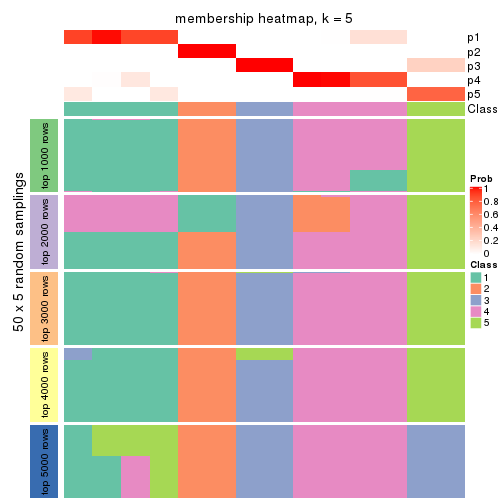 membership heatmap, k = 5
p1
p2
p3
p4
p5
Class
50 x 5 random samplings
top 1000 rows
top 2000 rows
top 3000 rows
top 4000 rows
top 5000 rows
Prob
1
0.8
0.6
0.4
0.2
0
Class
1
2
3
4
5